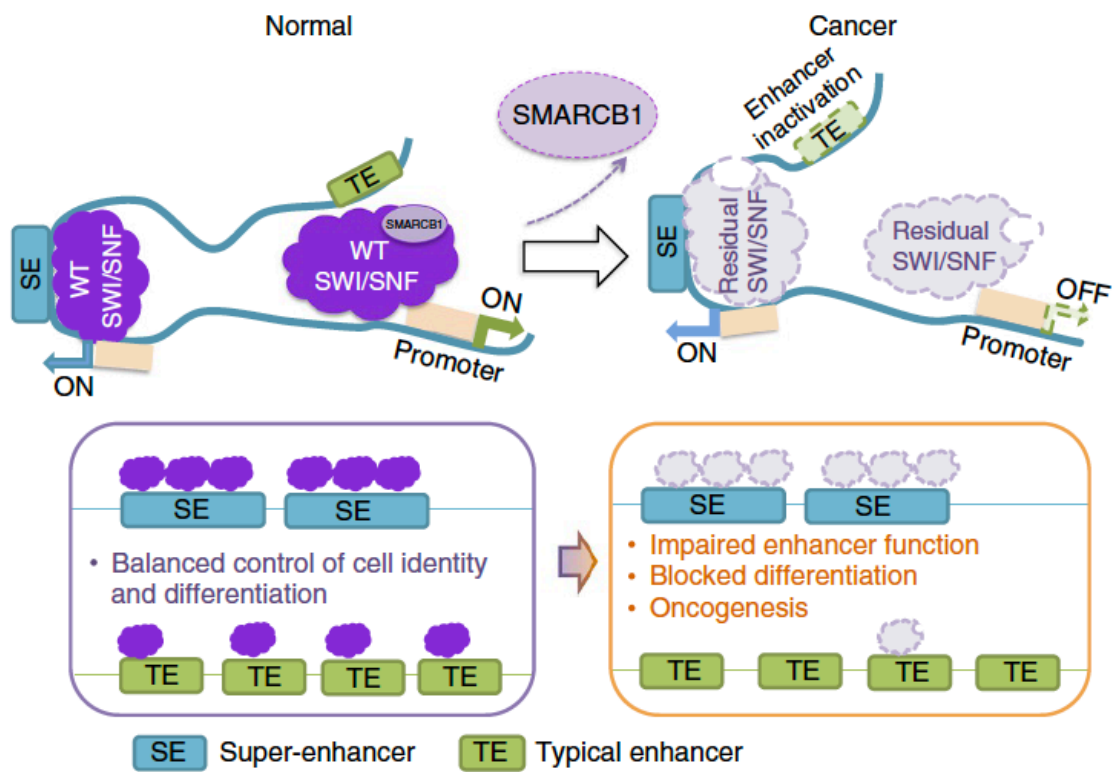 Normal
Cancer
SMARCB1
Enhancer
inactivation
TE
TE
SMARCB1
SE
WT
SWI/SNF
WT
SWI/SNF
ON
Promoter
ON
SE
Residual
SWI/SNF
Residual
SWI/SNF
OFF
Promoter
ON
SE
SE
• Balanced control of cell identity
and differentiation
TE
TE
TE
TE
SE
SE
• Impaired enhancer function
• Blocked differentiation
• Oncogenesis
TE
TE
TE
TE
SE Super-enhancer
TE Typical enhancer